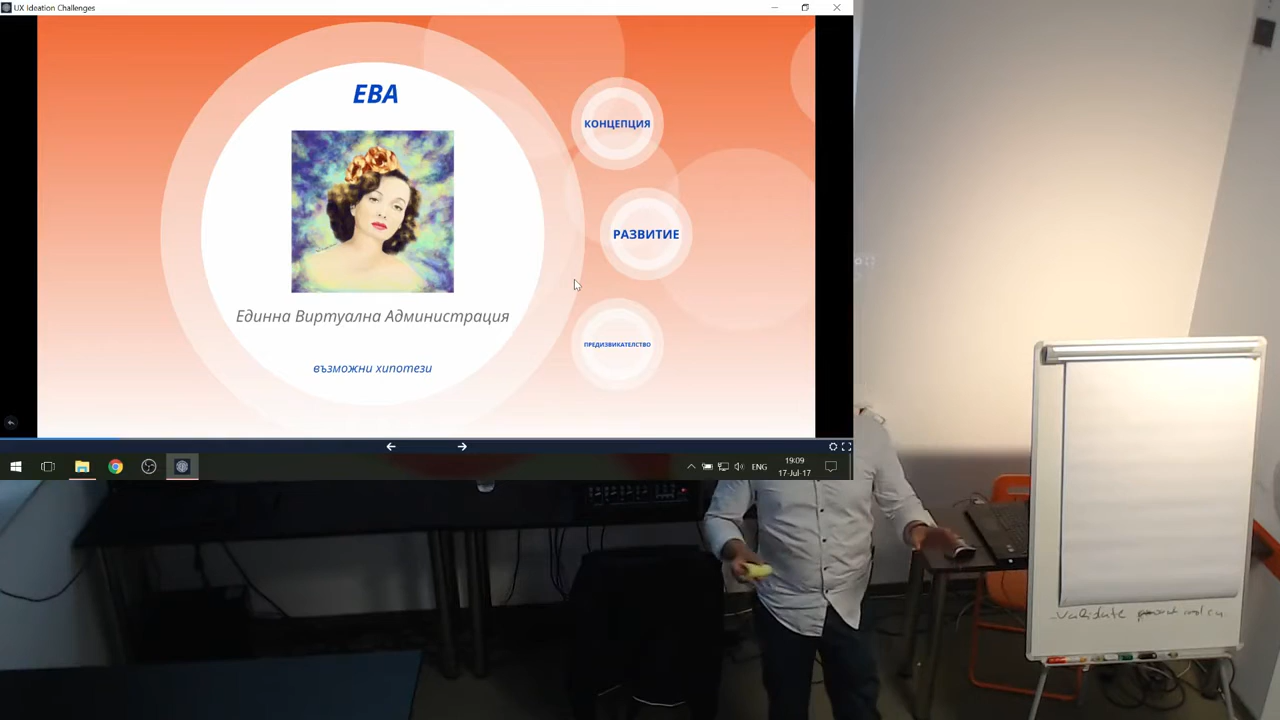 UX Ideation Challenges
ЕВА
Единна Виртуална Администрация
възможни хипотези
КОНЦЕПЦИЯ
РАЗВИТИЕ
ПРЕДИЗВИКАТЕЛСТВО
ENG
19:09
17-Jul-17
validate